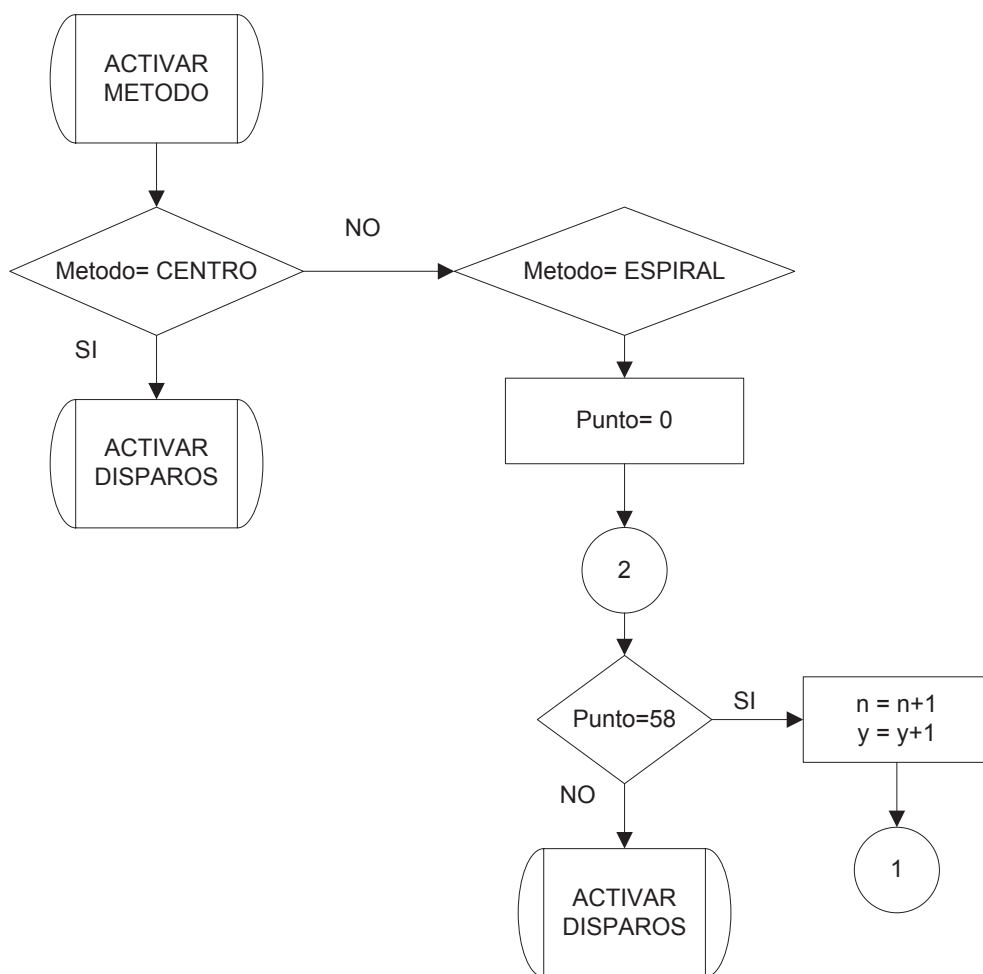 ACTIVAR
METODO
NO
Metodo= CENTRO
Metodo= ESPIRAL
SI
ACTIVAR
DISPAROS
Punto= 0
2
Punto=58
SI
n = n+1
y = y+1
NO
1
ACTIVAR
DISPAROS